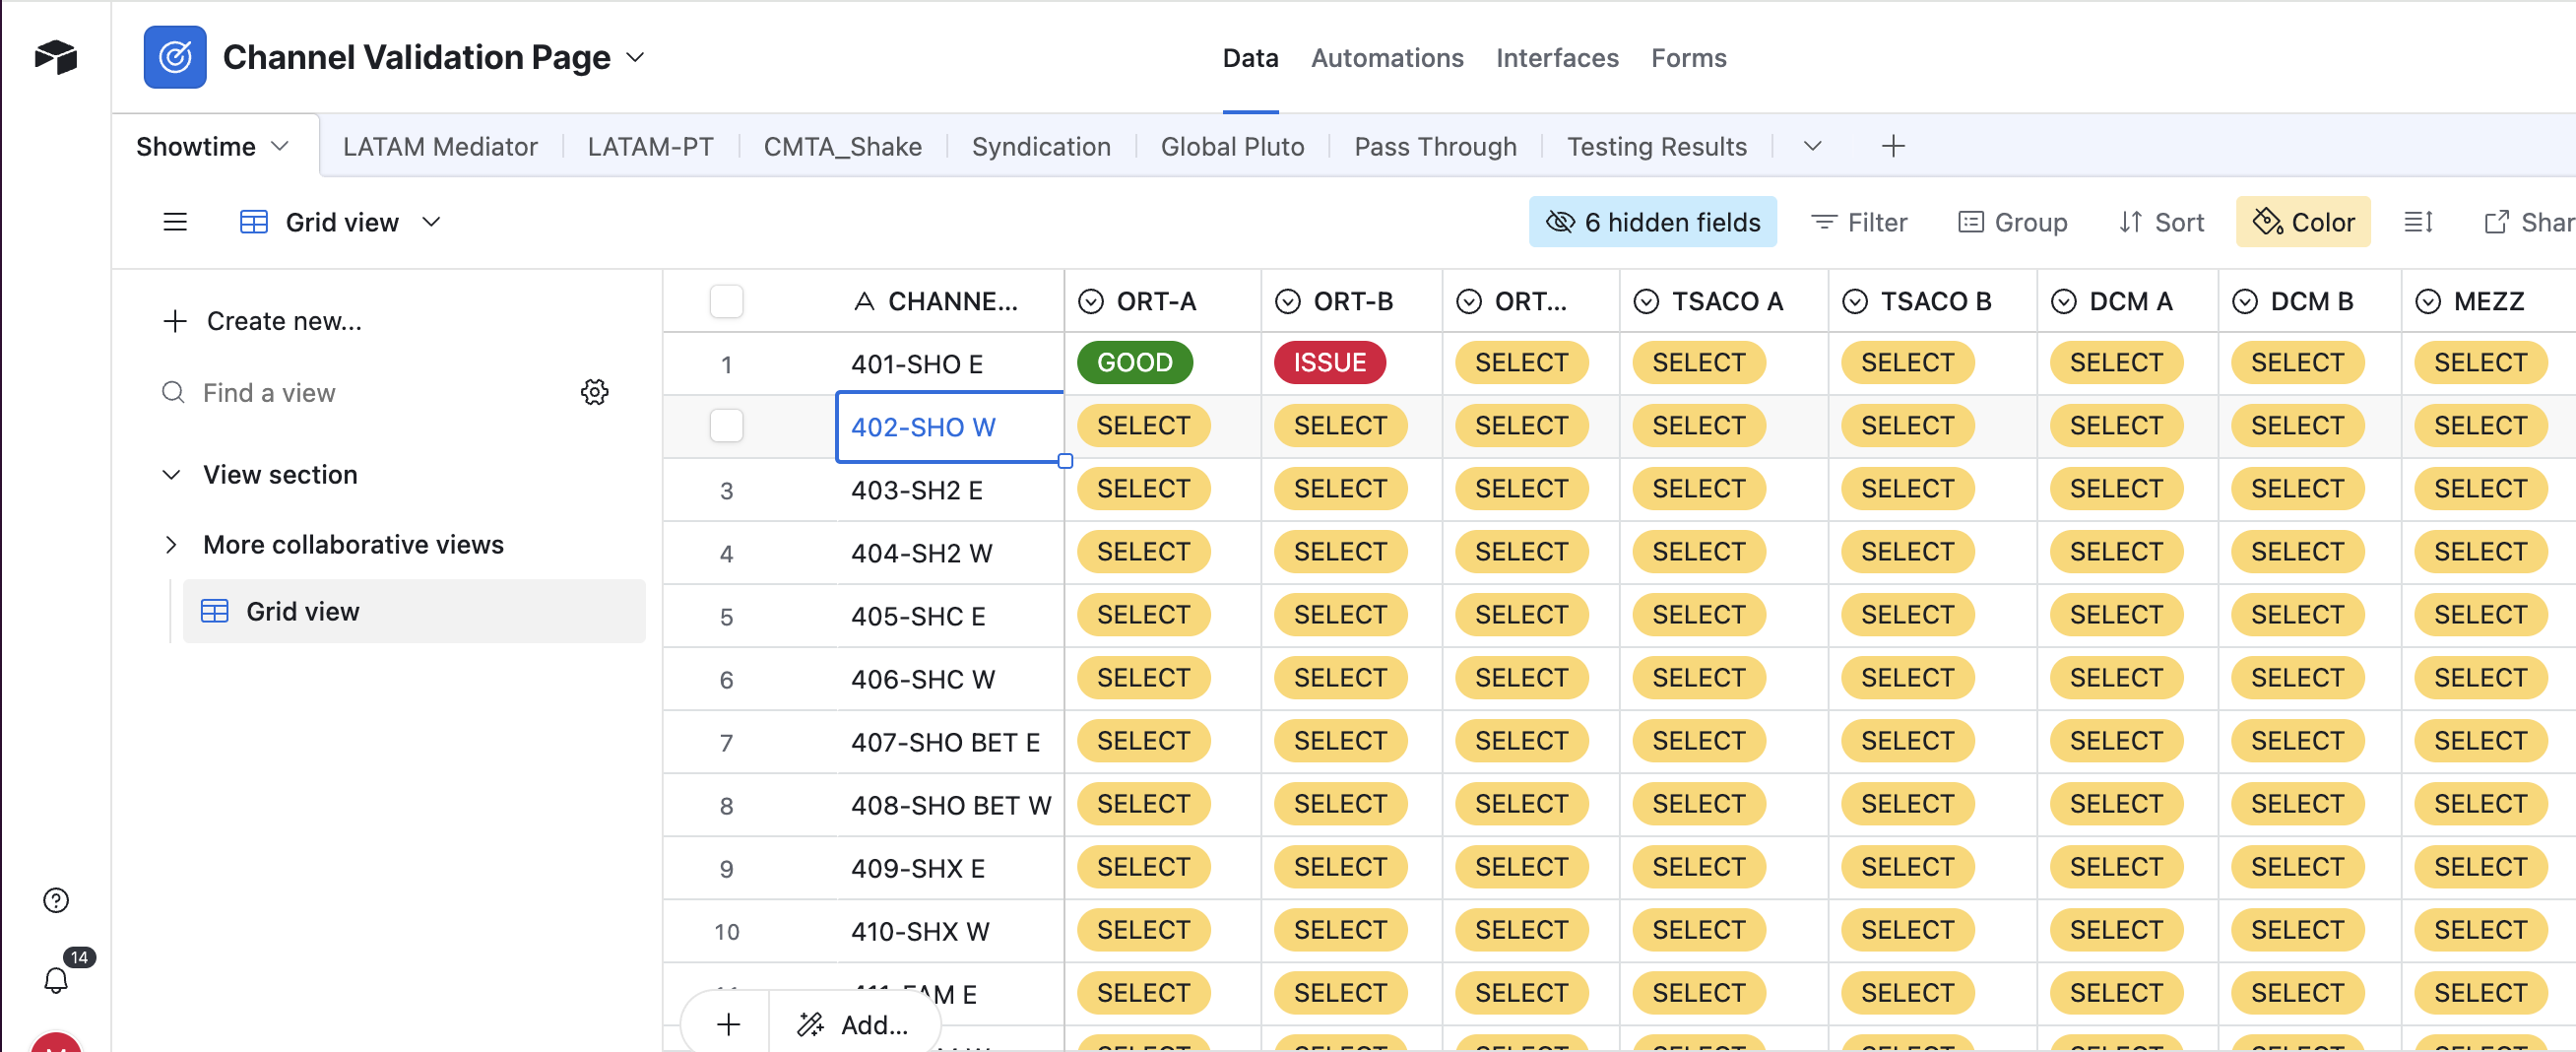 Channel Validation Page
Data Automations Interfaces Forms
Showtime LATAM Mediator LATAM-PT CMTA_Shake Syndication Global Pluto Pass Through Testing Results
Grid view 6 hidden fields Filter Group Sort Color Shar
Create new...
Find a view
View section
More collaborative views
Grid view
CHANNE... ORT-A ORT-B ORT... TSACO A TSACO B DCM A DCM B MEZZ
1 401-SHO E GOOD ISSUE SELECT SELECT SELECT SELECT SELECT SELECT
402-SHO W SELECT SELECT SELECT SELECT SELECT SELECT SELECT SELECT
3 403-SH2 E SELECT SELECT SELECT SELECT SELECT SELECT SELECT SELECT
4 404-SH2 W SELECT SELECT SELECT SELECT SELECT SELECT SELECT SELECT
5 405-SHC E SELECT SELECT SELECT SELECT SELECT SELECT SELECT SELECT
6 406-SHC W SELECT SELECT SELECT SELECT SELECT SELECT SELECT SELECT
7 407-SHO BET E SELECT SELECT SELECT SELECT SELECT SELECT SELECT SELECT
8 408-SHO BET W SELECT SELECT SELECT SELECT SELECT SELECT SELECT SELECT
9 409-SHX E SELECT SELECT SELECT SELECT SELECT SELECT SELECT SELECT
10 410-SHX W SELECT SELECT SELECT SELECT SELECT SELECT SELECT SELECT
E SELECT SELECT SELECT SELECT SELECT SELECT SELECT SELECT
14
Add...